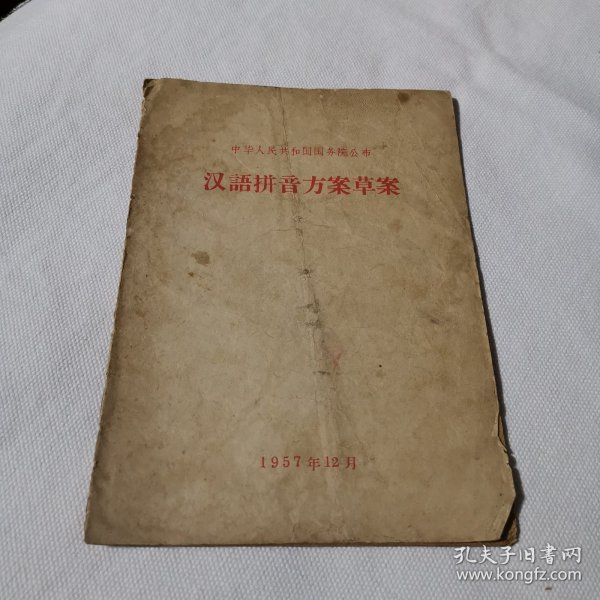 中华人民共和国国务院公布
汉語拼音方案草案
1957年12月
孔夫子旧書网
www.kongfz.com